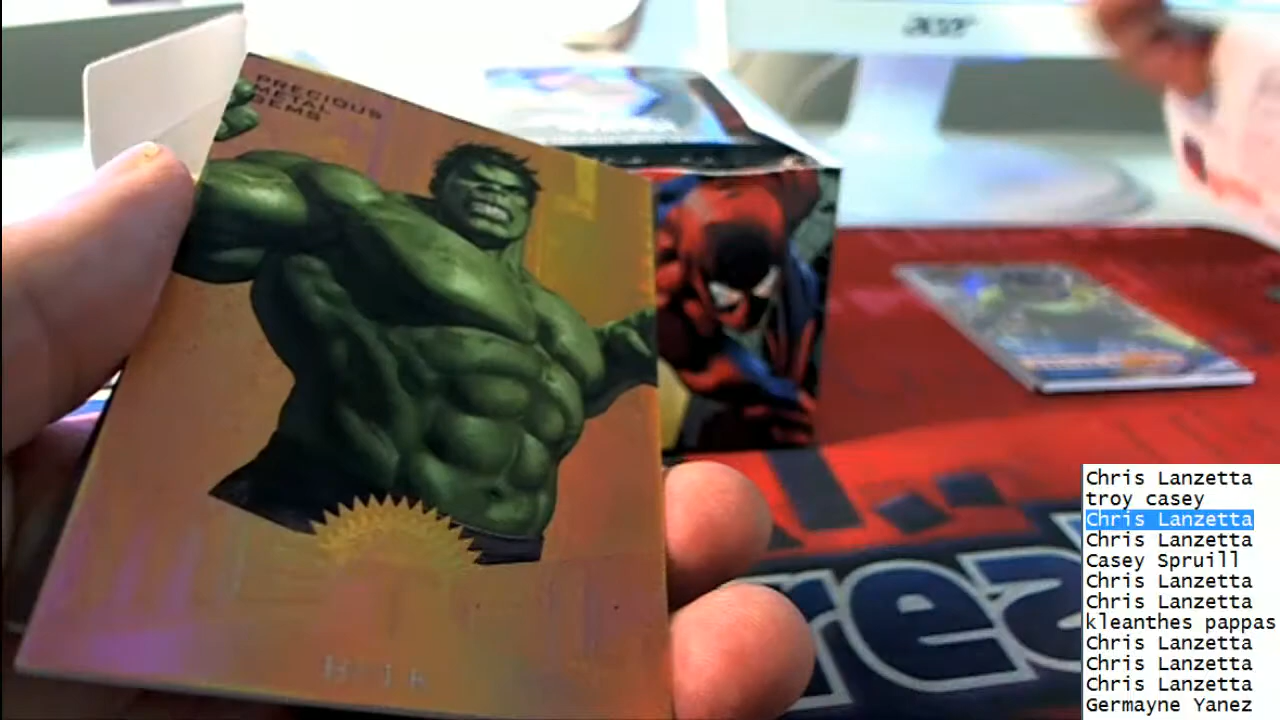 PRECIOUS
METAL
GEMS
acer
Chris Lanzetta
troy casey
Chris Lanzetta
Chris Lanzetta
Casey Spruill
Chris Lanzetta
Chris Lanzetta
kleanthes pappas
Chris Lanzetta
Chris Lanzetta
Chris Lanzetta
Germayne Yanez